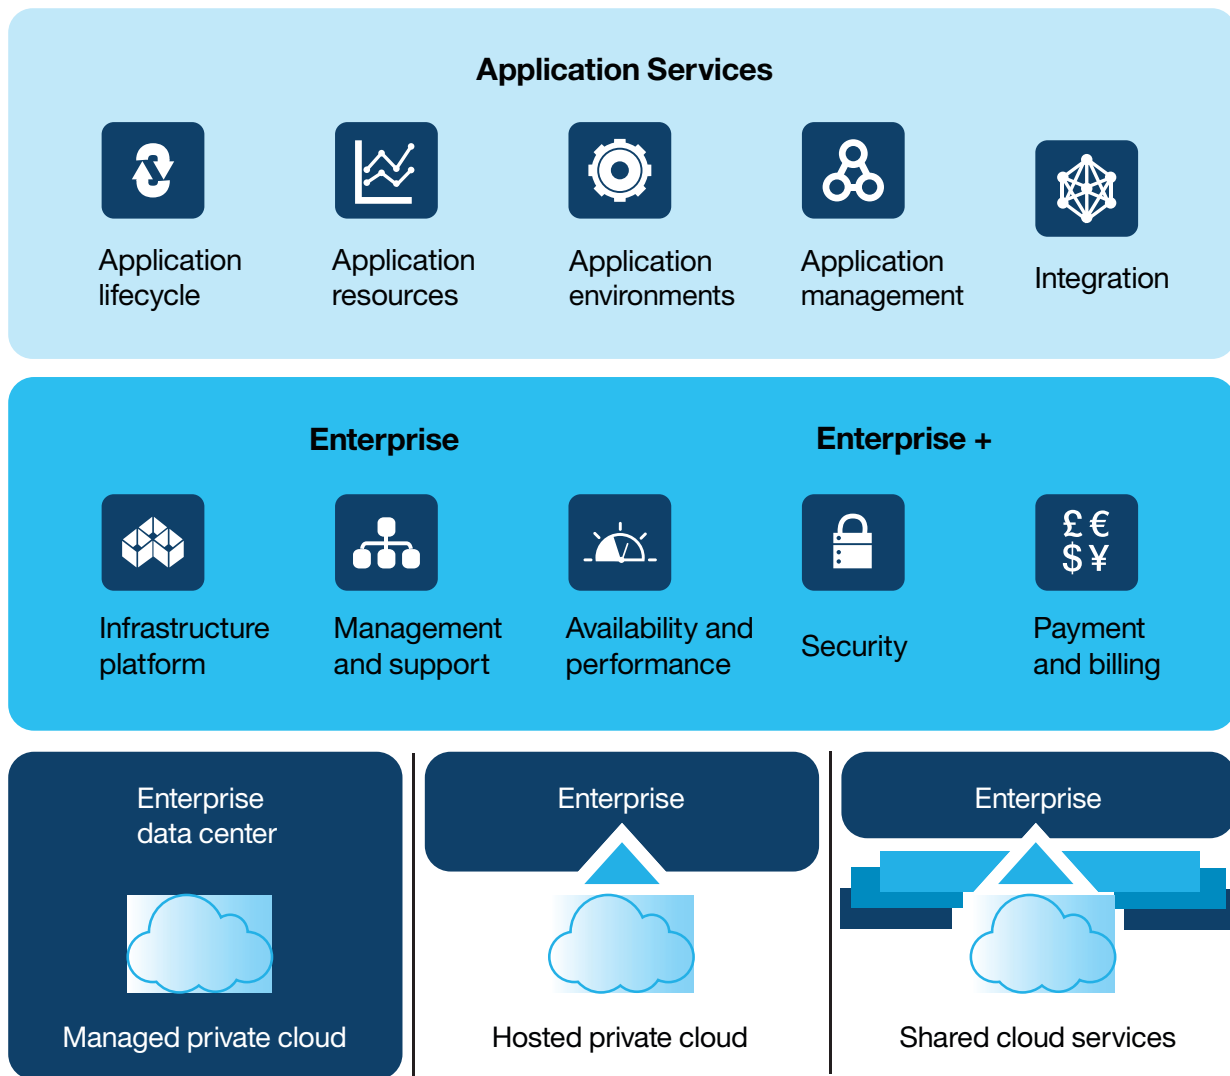 Application Services
Application
lifecycle
Application
resources
Application
environments
Application
management
Integration
Enterprise
Enterprise +
£ €
$ ¥
Infrastructure
platform
Management
and support
Availability and
performance
Security
Payment
and billing
Enterprise
data center
Managed private cloud
Enterprise
Hosted private cloud
Enterprise
Shared cloud services